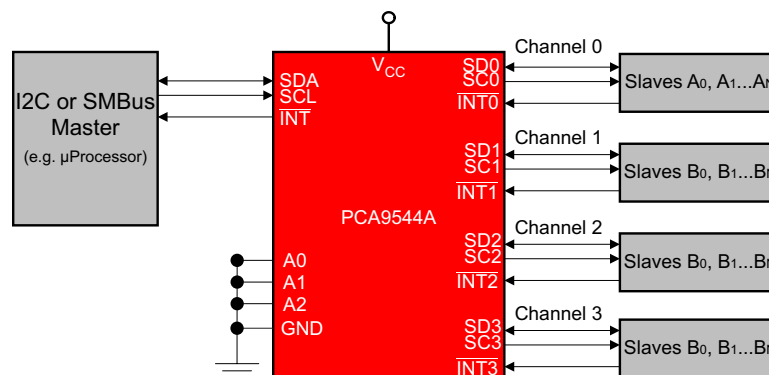 V_CC
Channel 0
SD0
SC0
INT0
Slaves A0, A1...A
I2C or SMBus
Master
(e.g. µProcessor)
SDA
SCL
INT
Channel 1
SD1
SC1
INT1
Slaves B0, B1...B
PCA9544A
Channel 2
SD2
SC2
INT2
Slaves B0, B1...B
A0
A1
A2
GND
Channel 3
SD3
SC3
INT3
Slaves B0, B1...B